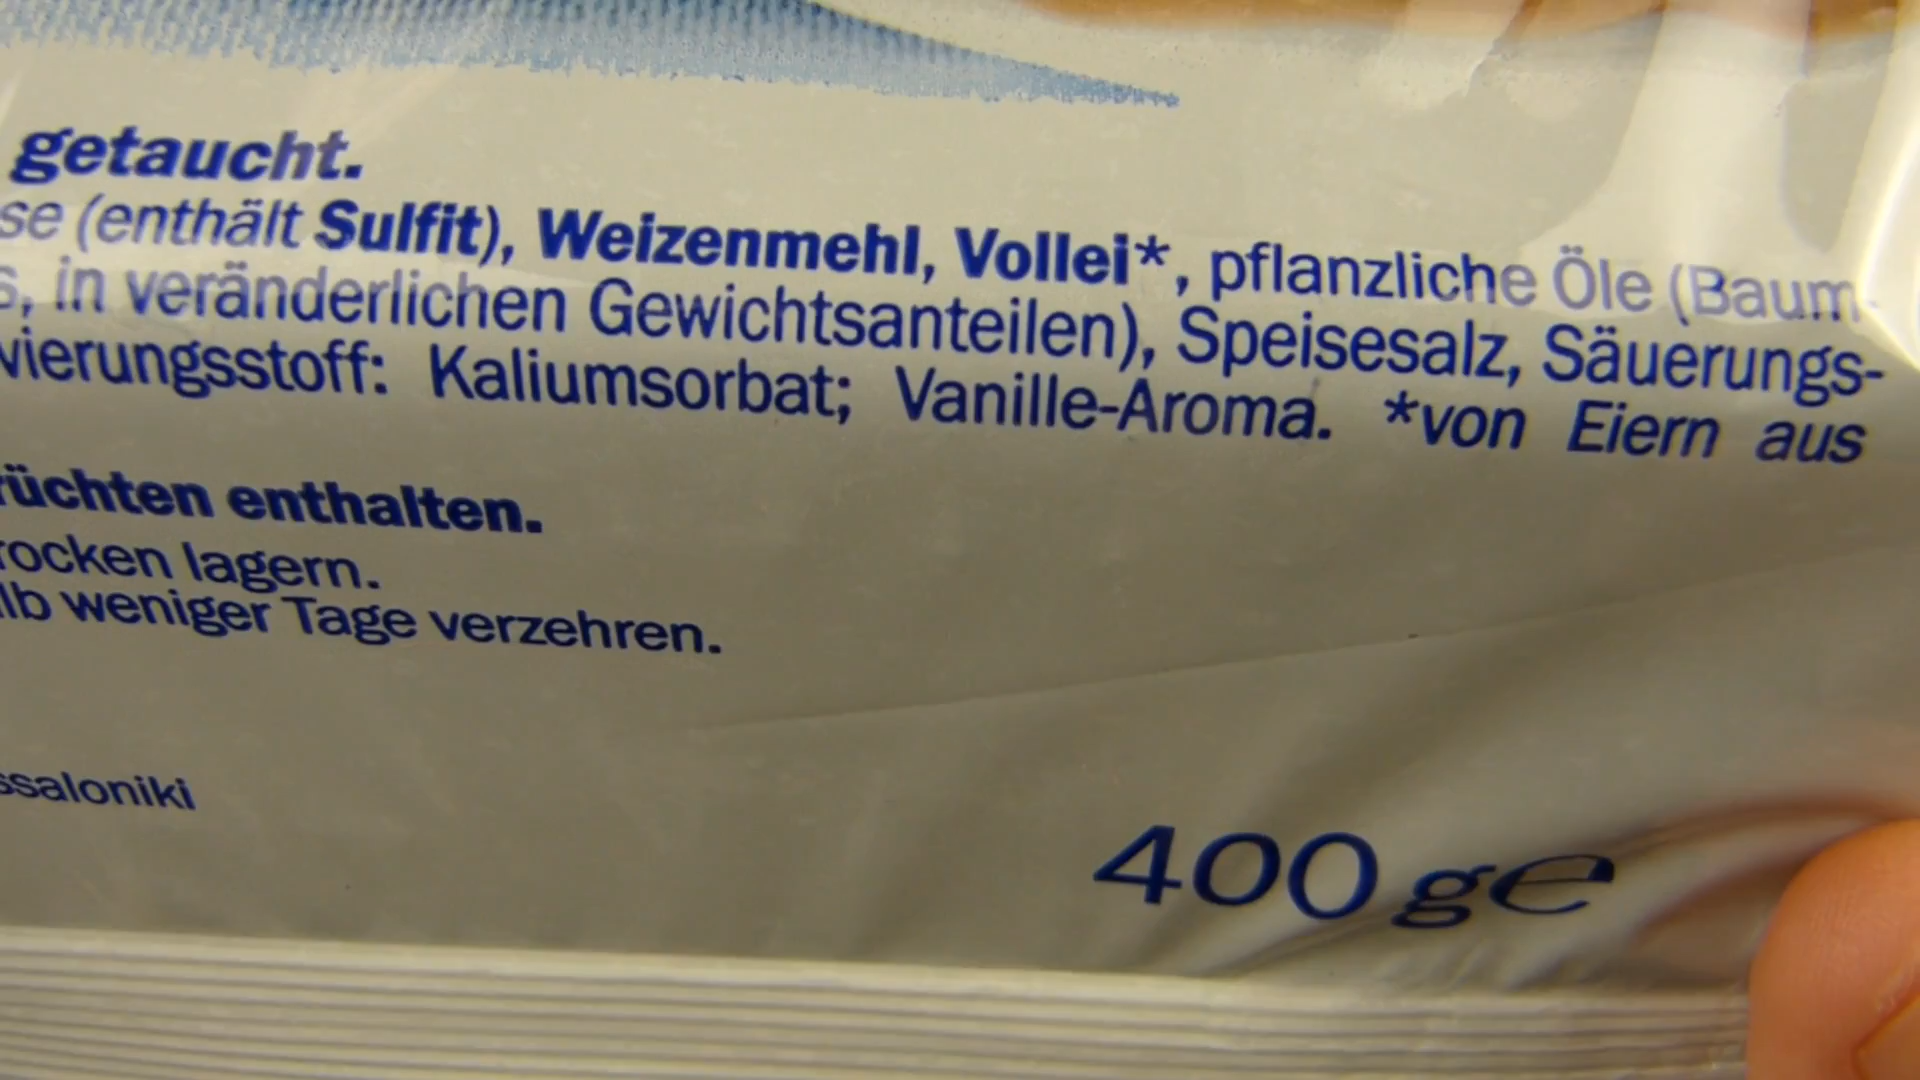 getaucht.
se (enthält Sulfit), Weizenmehl, Vollei*, pflanzliche Öle (Baum-
s, in veränderlichen Gewichtsanteilen), Speisesalz, Säuerungs-
vierungsstoff: Kaliumsorbat; Vanille-Aroma. *von Eiern aus
rüchten enthalten.
rocken lagern.
lb weniger Tage verzehren.
ssaloniki
400 g e